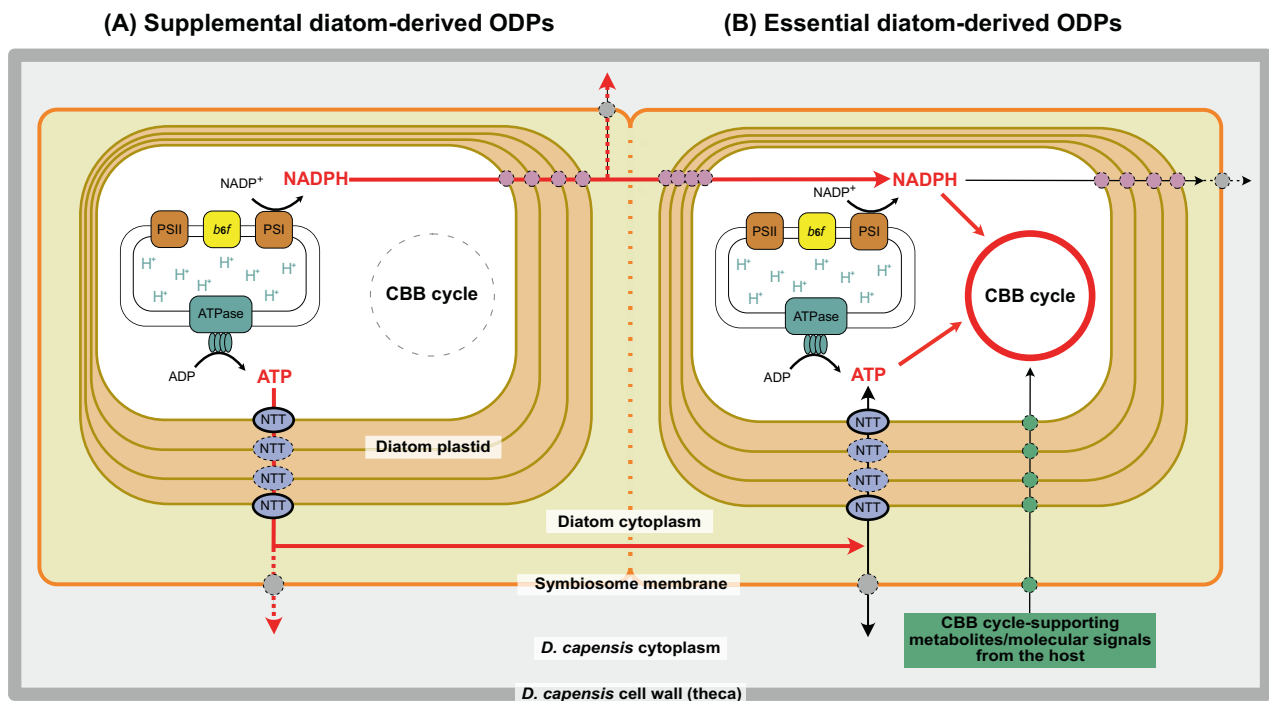 (A) Supplemental diatom-derived ODPs
(B) Essential diatom-derived ODPs
NADP⁺
NADPH
PSII
b6f
PSI
H⁺
H⁺
H⁺
H⁺
H⁺
H⁺
H⁺
H⁺
ATPase
CBB cycle
ADP
ATP
NTT
NTT
NTT
NTT
Diatom plastid
NADP⁺
NADPH
PSII
b6f
PSI
H⁺
H⁺
H⁺
H⁺
H⁺
H⁺
H⁺
H⁺
ATPase
CBB cycle
ADP
ATP
NTT
NTT
NTT
NTT
Diatom cytoplasm
Symbiosome membrane
CBB cycle-supporting
metabolites/molecular signals
from the host
D. capensis cytoplasm
D. capensis cell wall (theca)